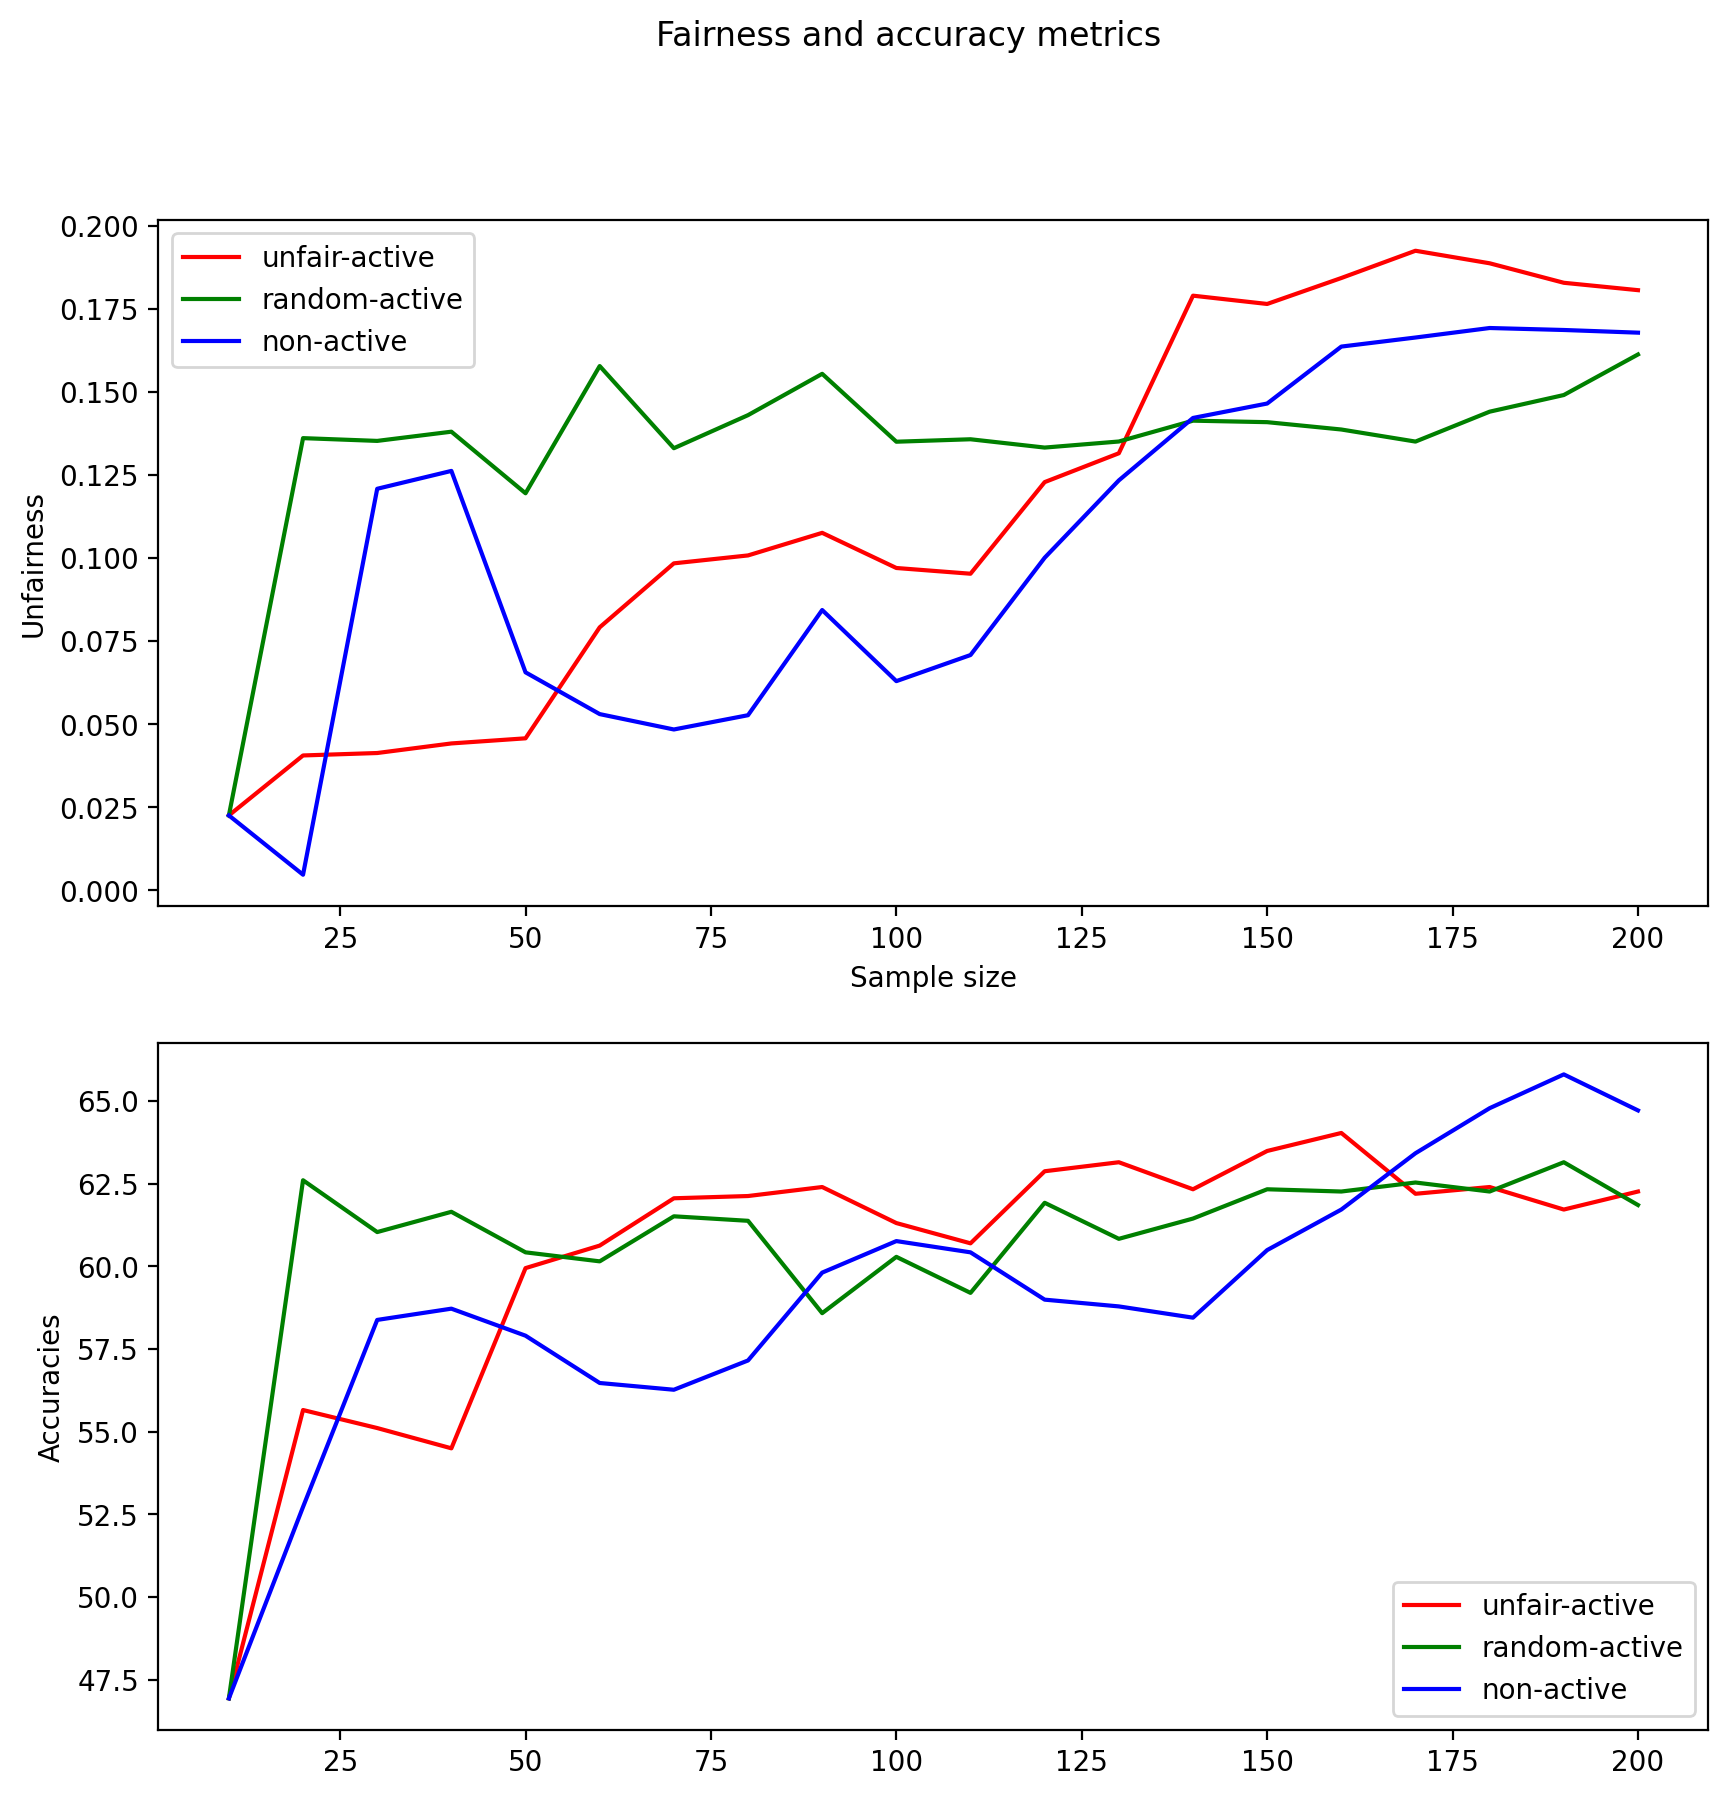 Fairness and accuracy metrics
0.200
0.175
0.150
0.125
0.100
0.075
0.050
0.025
0.000
Unfairness
unfair-active
random-active
non-active
25 50 75 100 125 150 175 200
Sample size
65.0
62.5
60.0
57.5
55.0
52.5
50.0
47.5
Accuracies
unfair-active
random-active
non-active
25 50 75 100 125 150 175 200